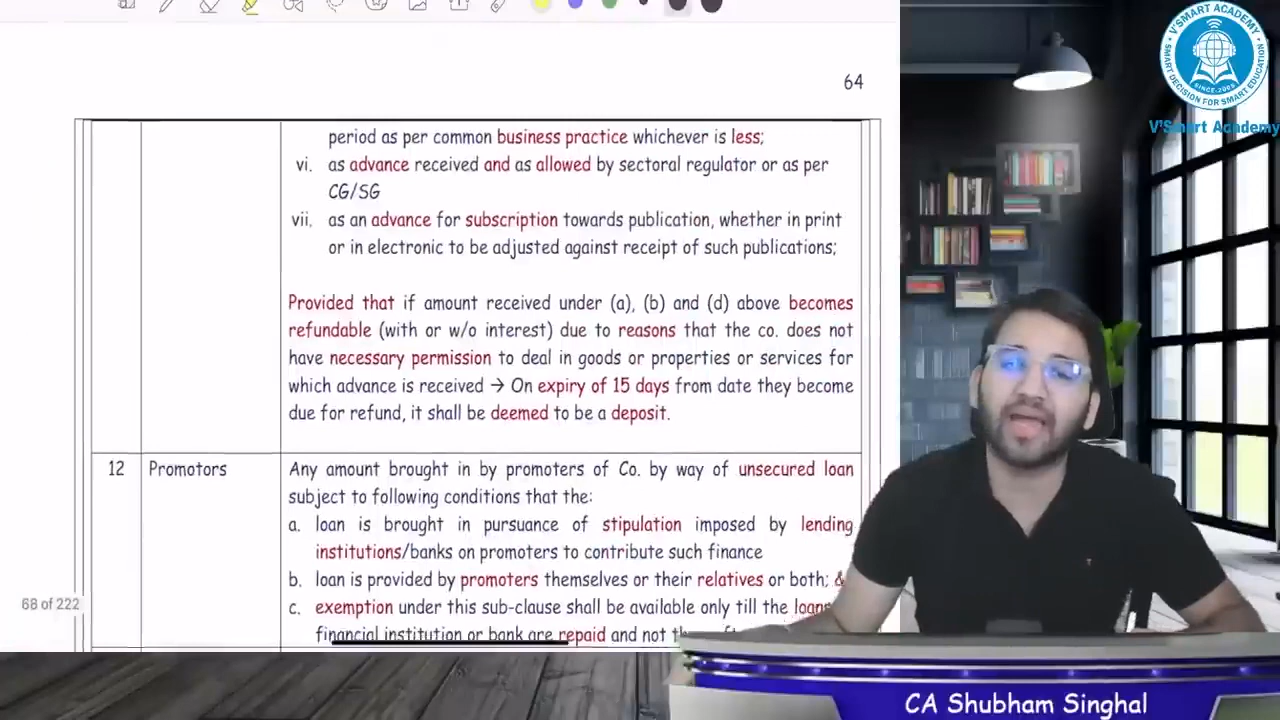 64
period as per common business practice whichever is less;
vi. as advance received and as allowed by sectoral regulator or as per
CG/SG
vii. as an advance for subscription towards publication, whether in print
or in electronic to be adjusted against receipt of such publications;
Provided that if amount received under (a), (b) and (d) above becomes
refundable (with or w/o interest) due to reasons that the co. does not
have necessary permission to deal in goods or properties or services for
which advance is received → On expiry of 15 days from date they become
due for refund, it shall be deemed to be a deposit.
12 Promotors Any amount brought in by promoters of Co. by way of unsecured loan
subject to following conditions that the:
a. loan is brought in pursuance of stipulation imposed by lending
institutions/banks on promoters to contribute such finance
b. loan is provided by promoters themselves or their relatives or both; &
c. exemption under this sub-clause shall be available only till the loans
financial institution or bank are repaid and not
68 of 222
V'SMART ACADEMY
SMART DECISION FOR SMART EDUCATION
SINCE-2005
V'Smart Academy
CA Shubham Singhal